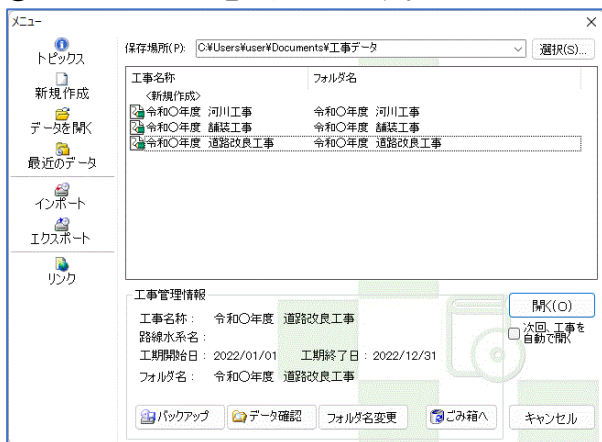 メニュー
トピックス
新規作成
データを開く
最近のデータ
インポート
エクスポート
リンク
保存場所(P): C:¥Users¥user¥Documents¥工事データ 選択(S)...
工事名称 フォルダ名
<新規作成>
令和〇年度 河川工事 令和〇年度 河川工事
令和〇年度 舗装工事 令和〇年度 舗装工事
令和〇年度 道路改良工事 令和〇年度 道路改良工事
工事管理情報
工事名称: 令和〇年度 道路改良工事
路線水系名:
工期開始日: 2022/01/01 工期終了日: 2022/12/31
フォルダ名: 令和〇年度 道路改良工事
バックアップ データ確認 フォルダ名変更 ごみ箱へ
開く(O)
次回、工事を
自動で開く
キャンセル